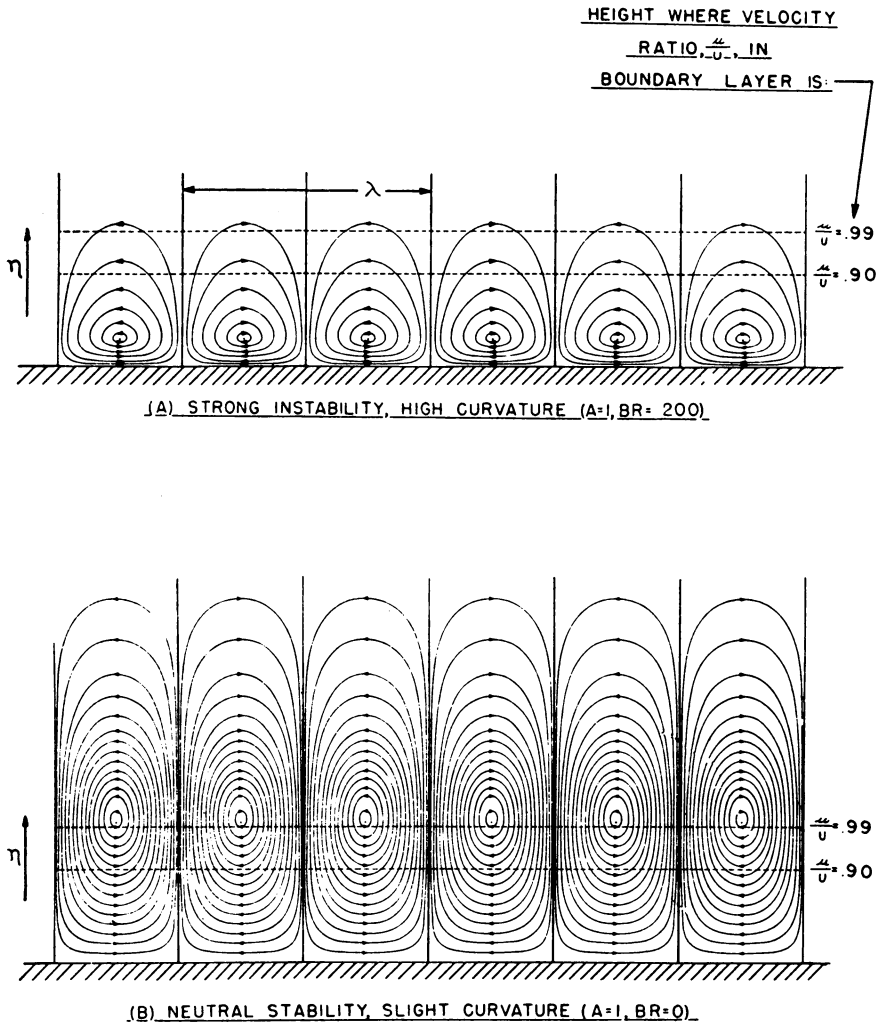 HEIGHT WHERE VELOCITY
RATIO, u/U, IN
BOUNDARY LAYER IS:
λ
u/U = .99
η
u/U = .90
(A) STRONG INSTABILITY, HIGH CURVATURE (A=1, BR= 200)
u/U = .99
η
u/U = .90
(B) NEUTRAL STABILITY, SLIGHT CURVATURE (A=1, BR=0)